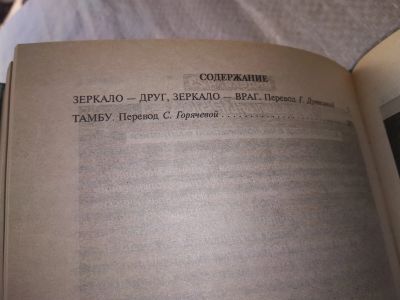 СОДЕРЖАНИЕ
ЗЕРКАЛО — ДРУГ, ЗЕРКАЛО — ВРАГ. Перевод Г.
ТАМБУ. Перевод С. Горячевой . . . . . . . . . . . . . . . . . . . .